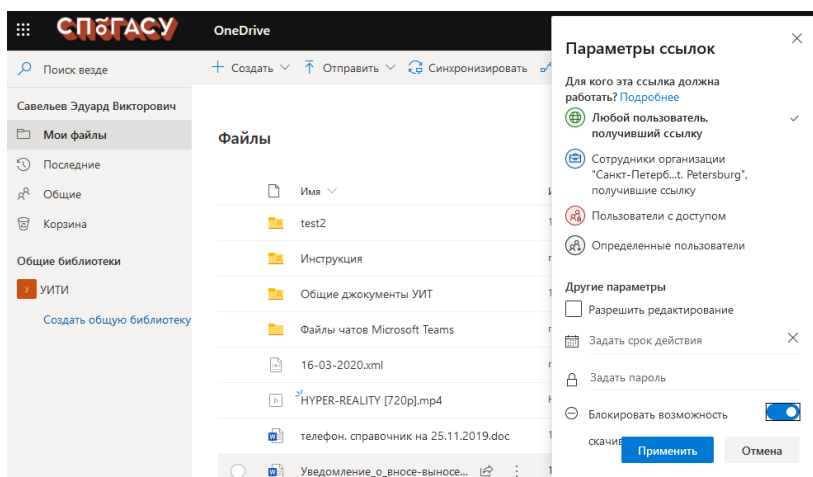 СПбГАСУ
OneDrive
Поиск везде
Создать
Отправить
Синхронизировать
Савельев Эдуард Викторович
Мои файлы
Последние
Общие
Корзина
Общие библиотеки
У УИТИ
Создать общую библиотеку
Файлы
Имя
test2
Инструкция
Общие джокументы УИТ
Файлы чатов Microsoft Teams
16-03-2020.xml
HYPER-REALITY [720p].mp4
телефон. справочник на 25.11.2019.doc
Уведомление_о_вносе-выносе...
Параметры ссылок
Для кого эта ссылка должна
работать? Подробнее
Любой пользователь,
получивший ссылку
Сотрудники организации
"Санкт-Петерб...t. Petersburg",
получившие ссылку
Пользователи с доступом
Определенные пользователи
Другие параметры
Разрешить редактирование
Задать срок действия
Задать пароль
Блокировать возможность
Применить
Отмена